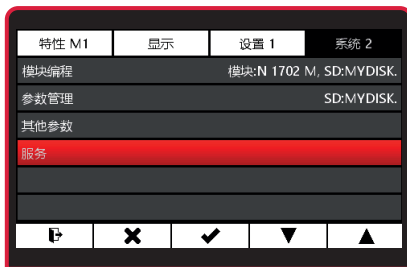 特性 M1 显示 设置 1 系统 2
模块编程 模块:N 1702 M, SD:MYDISK.
参数管理 SD:MYDISK.
其他参数
服务